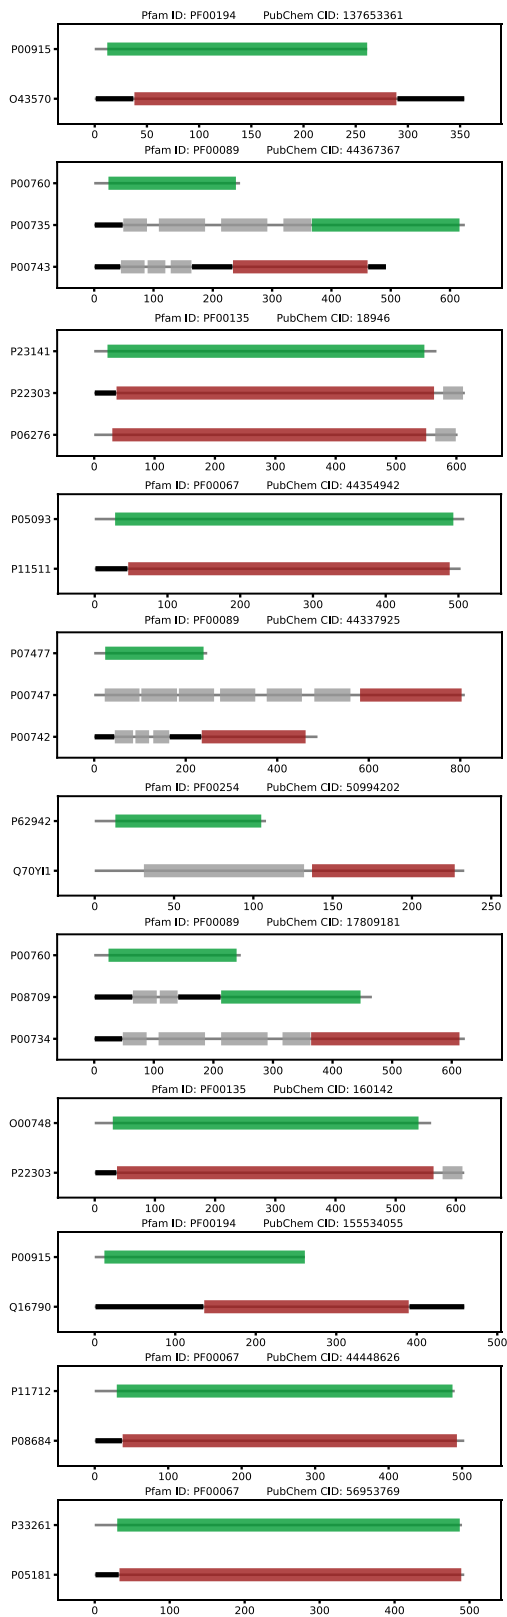 Pfam ID: PF00194 PubChem CID: 137653361
P00915
O43570
0 50 100 150 200 250 300 350
Pfam ID: PF00089 PubChem CID: 44367367
P00760
P00735
P00743
0 100 200 300 400 500 600
Pfam ID: PF00135 PubChem CID: 18946
P23141
P22303
P06276
0 100 200 300 400 500 600
Pfam ID: PF00067 PubChem CID: 44354942
P05093
P11511
0 100 200 300 400 500
Pfam ID: PF00089 PubChem CID: 44337925
P07477
P00747
P00742
0 200 400 600 800
Pfam ID: PF00254 PubChem CID: 50994202
P62942
Q70YI1
0 50 100 150 200 250
Pfam ID: PF00089 PubChem CID: 17809181
P00760
P08709
P00734
0 100 200 300 400 500 600
Pfam ID: PF00135 PubChem CID: 160142
O00748
P22303
0 100 200 300 400 500 600
Pfam ID: PF00194 PubChem CID: 155534055
P00915
Q16790
0 100 200 300 400 500
Pfam ID: PF00067 PubChem CID: 44448626
P11712
P08684
0 100 200 300 400 500
Pfam ID: PF00067 PubChem CID: 56953769
P33261
P05181
0 100 200 300 400 500